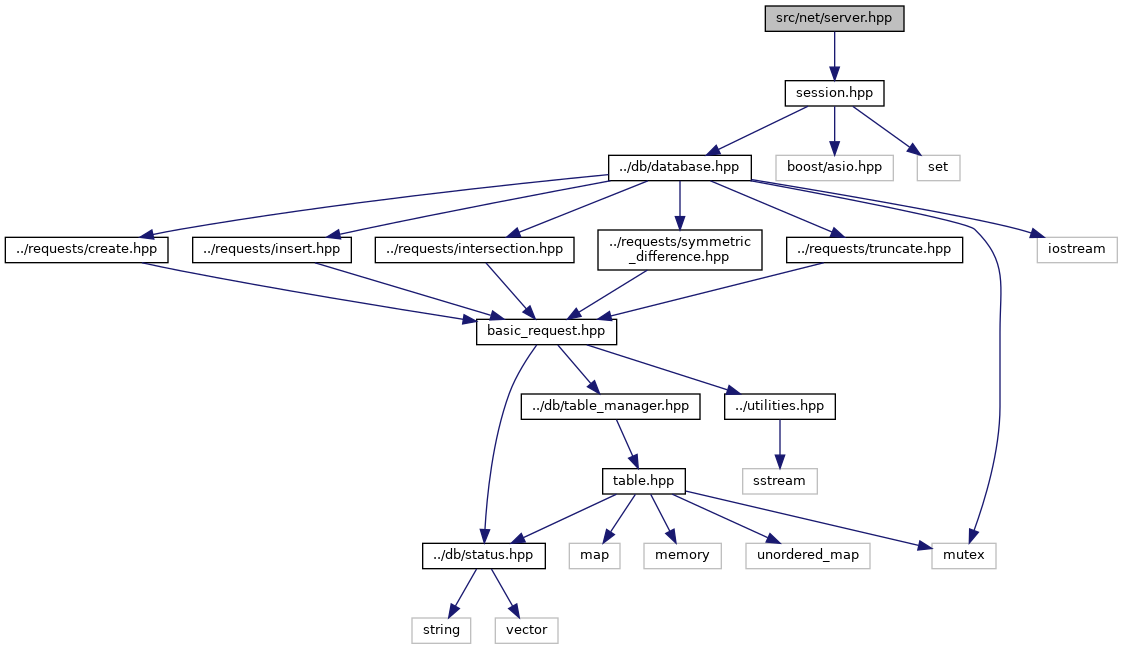 src/net/server.hpp
session.hpp
../db/database.hpp
boost/asio.hpp
set
../requests/create.hpp
../requests/insert.hpp
../requests/intersection.hpp
../requests/symmetric
_difference.hpp
../requests/truncate.hpp
iostream
basic_request.hpp
../db/table_manager.hpp
../utilities.hpp
table.hpp
sstream
../db/status.hpp
map
memory
unordered_map
mutex
string
vector